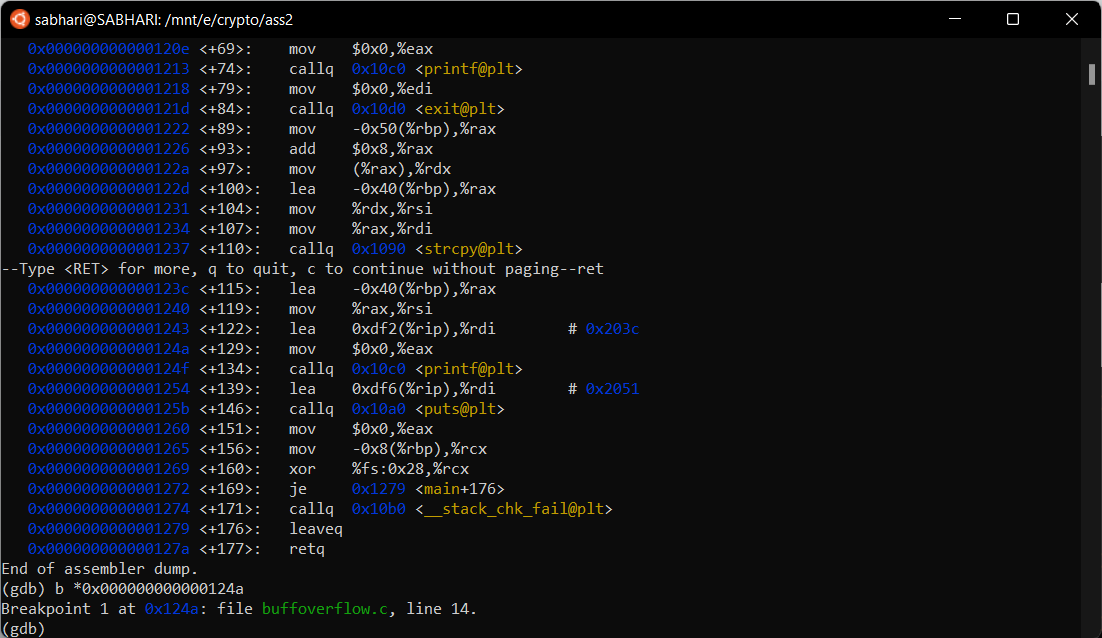 sabhari@SABHARI: /mnt/e/crypto/ass2
0x000000000000120e <+69>: mov $0x0,%eax
0x0000000000001213 <+74>: callq 0x10c0 <printf@plt>
0x0000000000001218 <+79>: mov $0x0,%edi
0x000000000000121d <+84>: callq 0x10d0 <exit@plt>
0x0000000000001222 <+89>: mov -0x50(%rbp),%rax
0x0000000000001226 <+93>: add $0x8,%rax
0x000000000000122a <+97>: mov (%rax),%rdx
0x000000000000122d <+100>: lea -0x40(%rbp),%rax
0x0000000000001231 <+104>: mov %rdx,%rsi
0x0000000000001234 <+107>: mov %rax,%rdi
0x0000000000001237 <+110>: callq 0x1090 <strcpy@plt>
--Type <RET> for more, q to quit, c to continue without paging--ret
0x000000000000123c <+115>: lea -0x40(%rbp),%rax
0x0000000000001240 <+119>: mov %rax,%rsi
0x0000000000001243 <+122>: lea 0xdf2(%rip),%rdi # 0x203c
0x000000000000124a <+129>: mov $0x0,%eax
0x000000000000124f <+134>: callq 0x10c0 <printf@plt>
0x0000000000001254 <+139>: lea 0xdf6(%rip),%rdi # 0x2051
0x000000000000125b <+146>: callq 0x10a0 <puts@plt>
0x0000000000001260 <+151>: mov $0x0,%eax
0x0000000000001265 <+156>: mov -0x8(%rbp),%rcx
0x0000000000001269 <+160>: xor %fs:0x28,%rcx
0x0000000000001272 <+169>: je 0x1279 <main+176>
0x0000000000001274 <+171>: callq 0x10b0 <__stack_chk_fail@plt>
0x0000000000001279 <+176>: leaveq
0x000000000000127a <+177>: retq
End of assembler dump.
(gdb) b *0x000000000000124a
Breakpoint 1 at 0x124a: file buffoverflow.c, line 14.
(gdb)